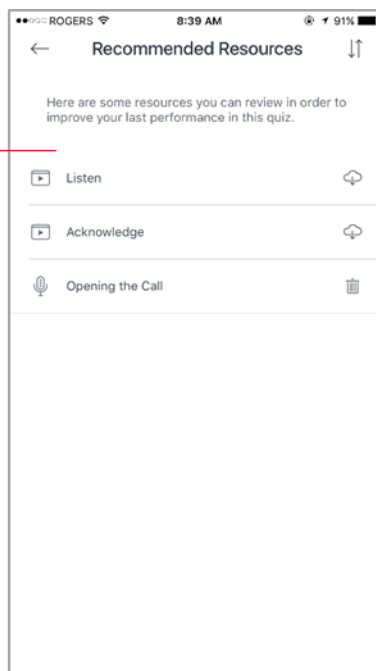 ROGERS 8:39 AM 91%
Recommended Resources
Here are some resources you can review in order to
improve your last performance in this quiz.
Listen
Acknowledge
Opening the Call